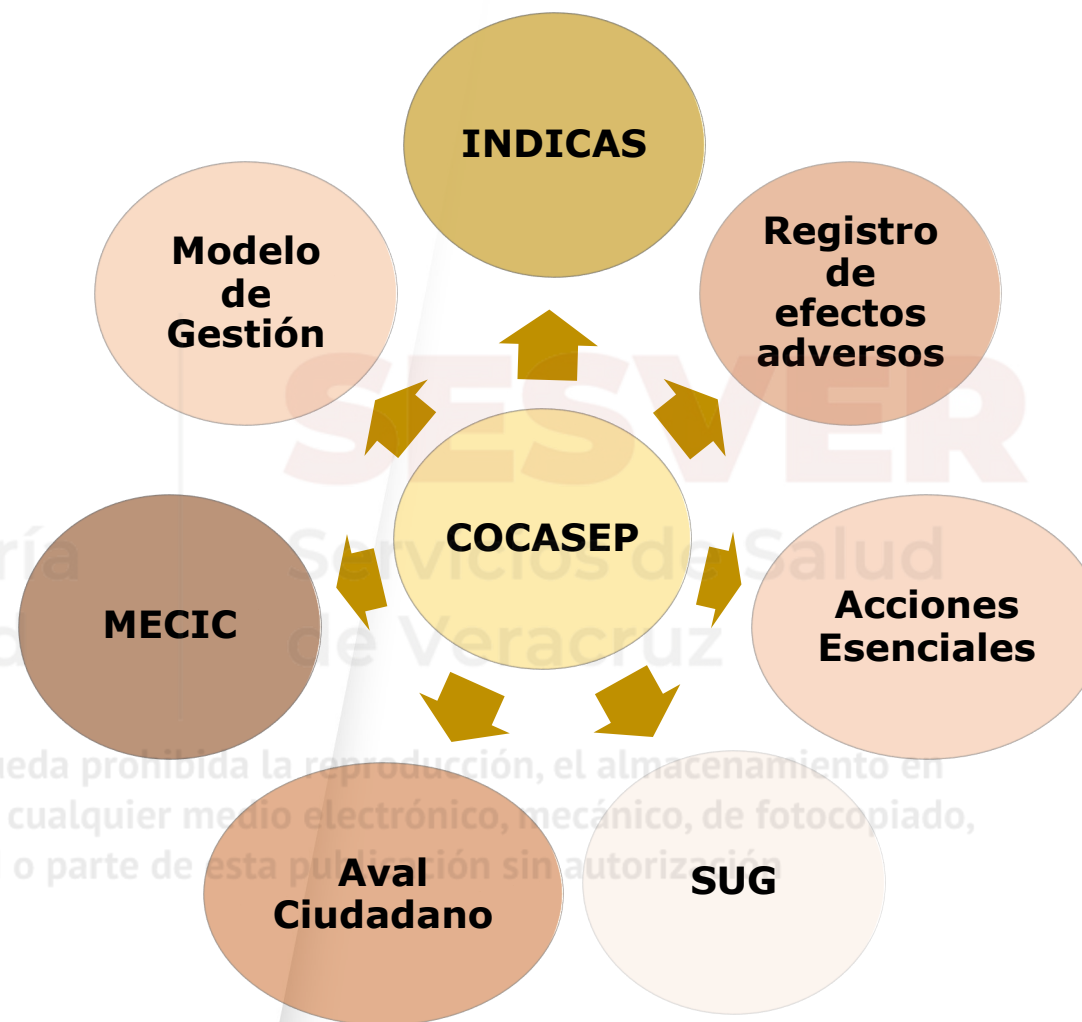 INDICAS
Modelo
de
Gestión
Registro
de
efectos
adversos
SESVER
COCASEP
ría
Servicios de Salud
de Veracruz
MECIC
Acciones
Esenciales
ueda prohibida la reproducción, el almacenamiento en
cualquier medio electrónico, mecánico, de fotocopiado,
o parte de esta publicación sin autorización
Aval
Ciudadano
SUG